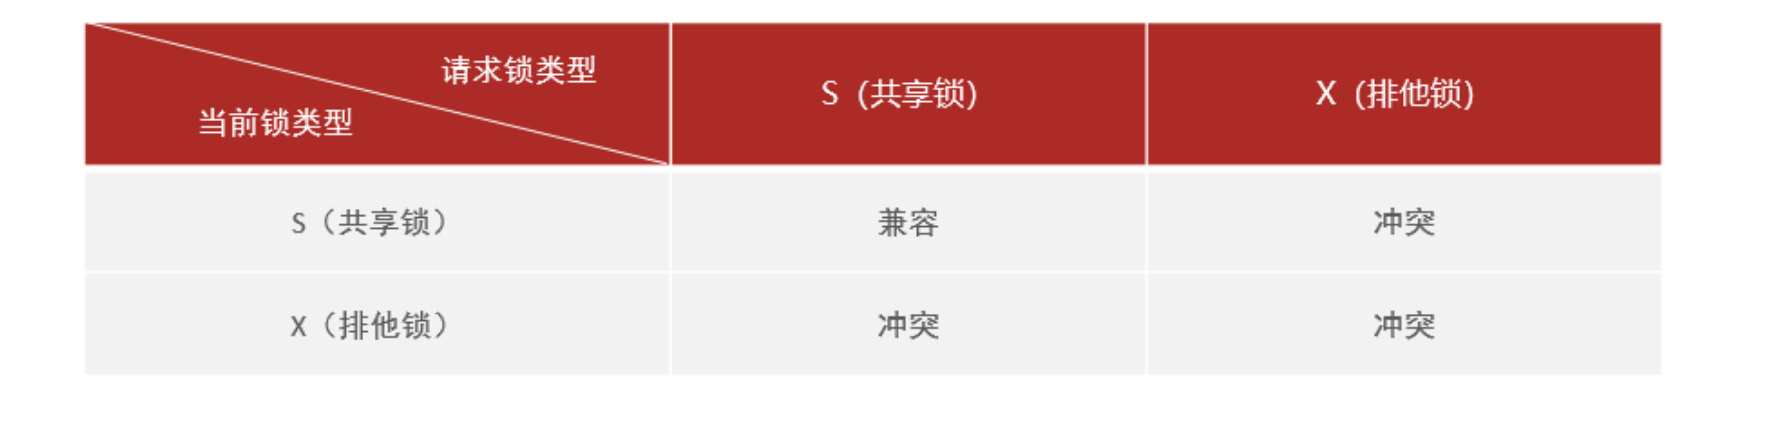 请求锁类型
当前锁类型
S (共享锁)
X (排他锁)
S（共享锁）
兼容
冲突
X（排他锁）
冲突
冲突